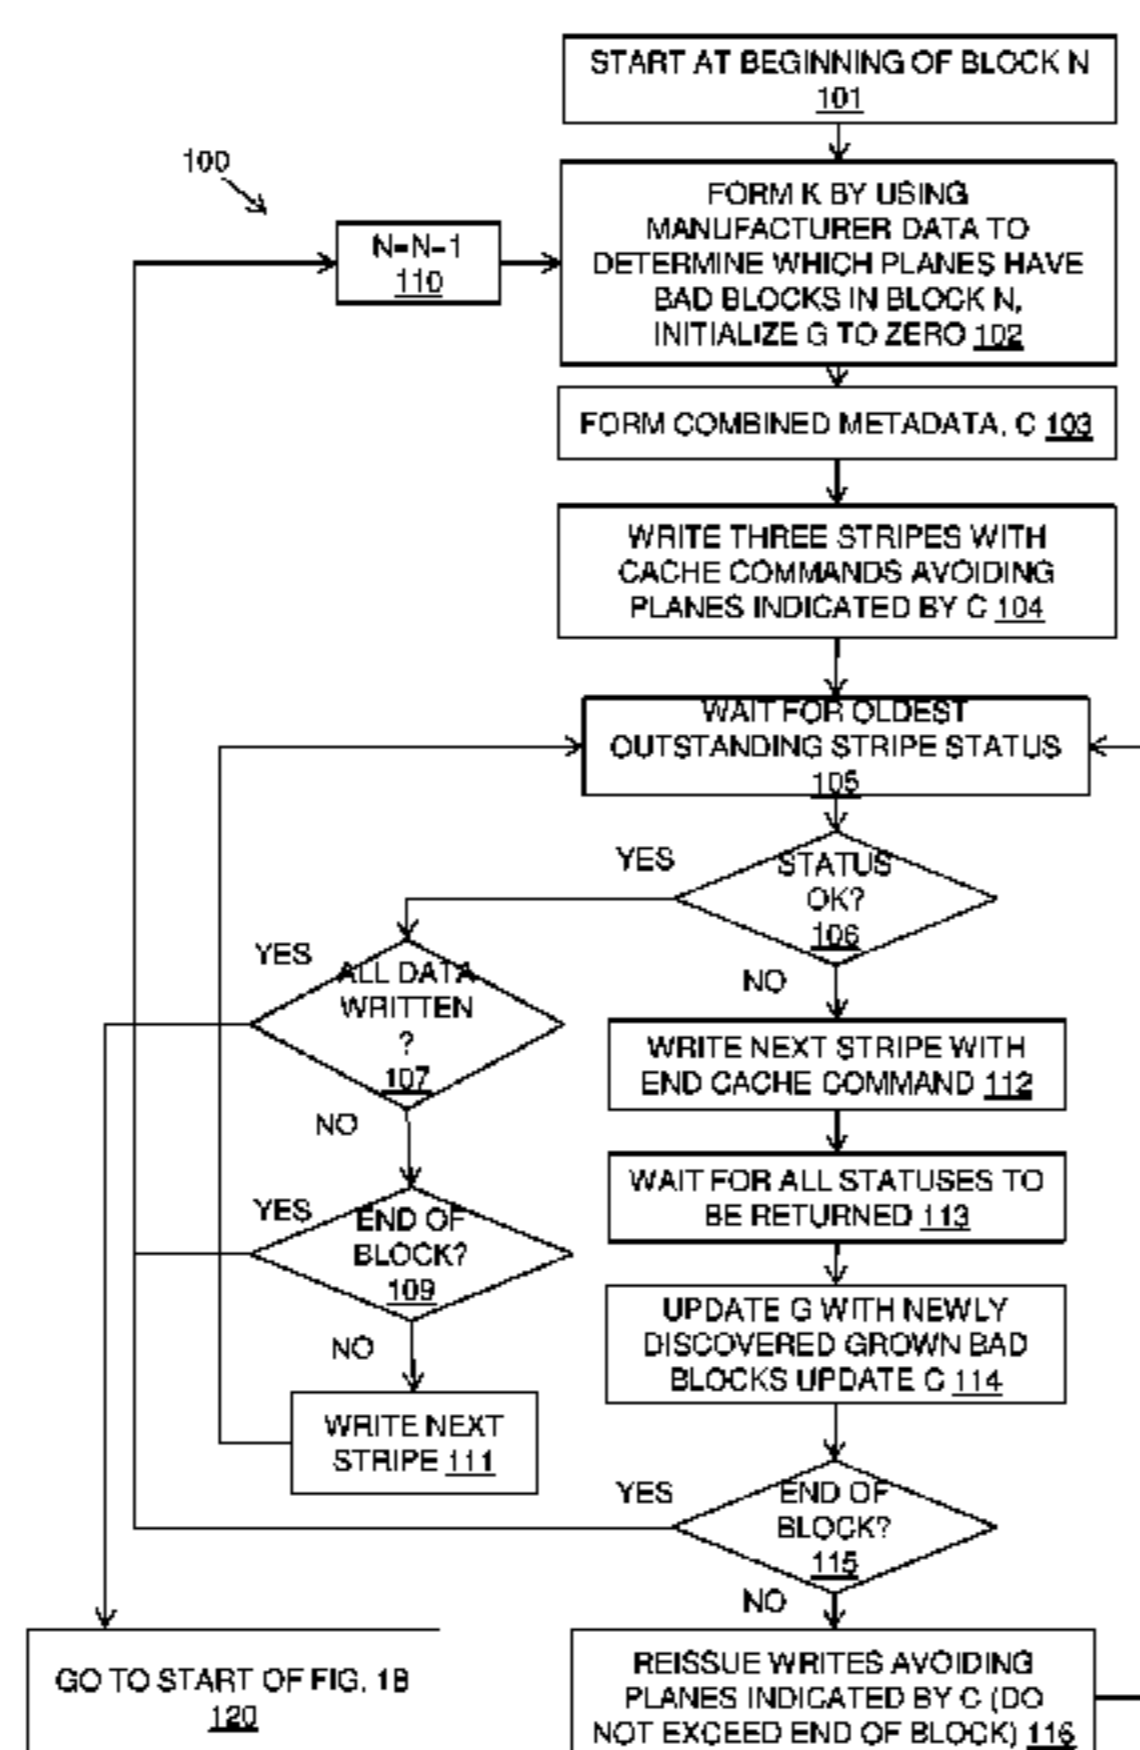 START AT BEGINNING OF BLOCK N
101
100
FORM K BY USING
MANUFACTURER DATA TO
DETERMINE WHICH PLANES HAVE
BAD BLOCKS IN BLOCK N,
INITIALIZE G TO ZERO 102
N=N-1
110
FORM COMBINED METADATA, C 103
WRITE THREE STRIPES WITH
CACHE COMMANDS AVOIDING
PLANES INDICATED BY C 104
WAIT FOR OLDEST
OUTSTANDING STRIPE STATUS
105
YES
STATUS
OK?
106
NO
YES
ALL DATA
WRITTEN
?
107
NO
WRITE NEXT STRIPE WITH
END CACHE COMMAND 112
WAIT FOR ALL STATUSES TO
BE RETURNED 113
YES
END OF
BLOCK?
109
NO
UPDATE G WITH NEWLY
DISCOVERED GROWN BAD
BLOCKS UPDATE C 114
WRITE NEXT
STRIPE 111
YES
END OF
BLOCK?
115
NO
GO TO START OF FIG. 1B
120
REISSUE WRITES AVOIDING
PLANES INDICATED BY C (DO
NOT EXCEED END OF BLOCK) 116